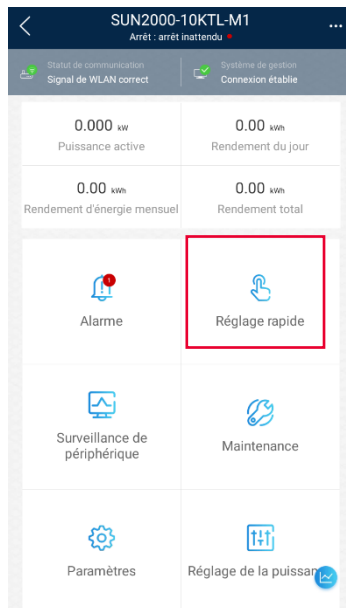 SUN2000-10KTL-M1
Arrêt : arrêt inattendu
Statut de communication
Signal de WLAN correct
Système de gestion
Connexion établie
0.000 kW
Puissance active
0.00 kWh
Rendement du jour
0.00 kWh
Rendement d'énergie mensuel
0.00 kWh
Rendement total
1
Alarme
Réglage rapide
Surveillance de
périphérique
Maintenance
Paramètres
Réglage de la puissan